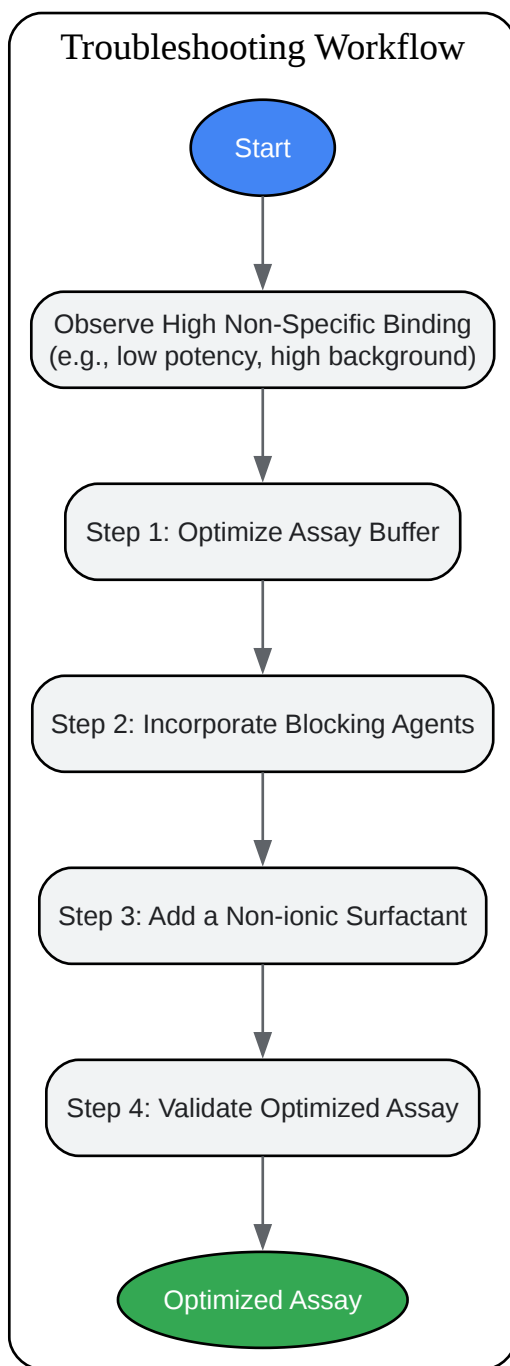 Troubleshooting Workflow
Start
Observe High Non-Specific Binding
(e.g., low potency, high background)
Step 1: Optimize Assay Buffer
Step 2: Incorporate Blocking Agents
Step 3: Add a Non-ionic Surfactant
Step 4: Validate Optimized Assay
Optimized Assay